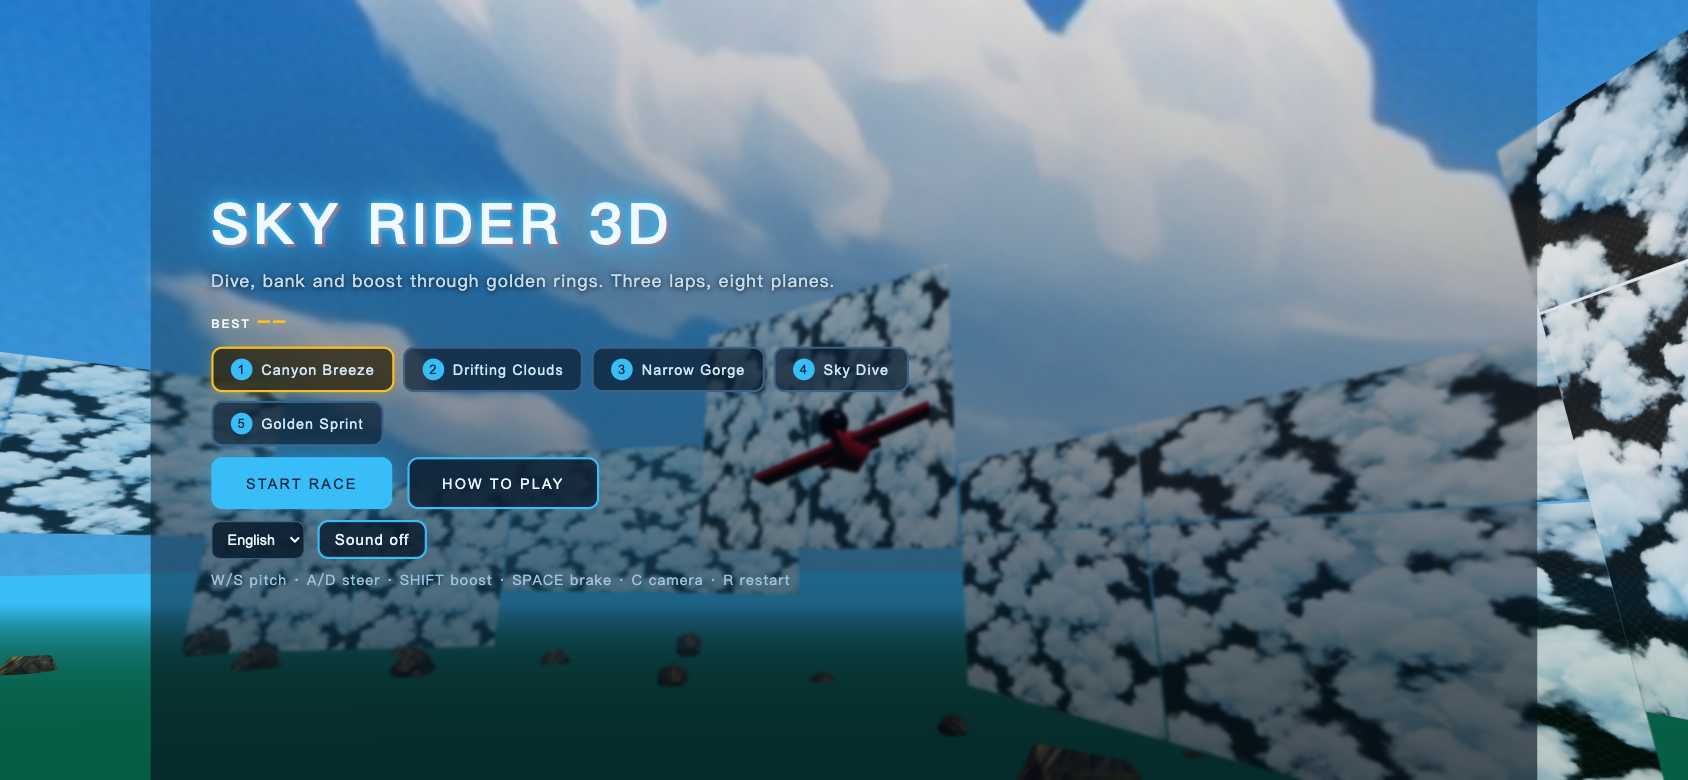 SKY RIDER 3D
Dive, bank and boost through golden rings. Three laps, eight planes.
BEST ——
1 Canyon Breeze 2 Drifting Clouds 3 Narrow Gorge 4 Sky Dive
5 Golden Sprint
START RACE HOW TO PLAY
English Sound off
W/S pitch · A/D steer · SHIFT boost · SPACE brake · C camera · R restart